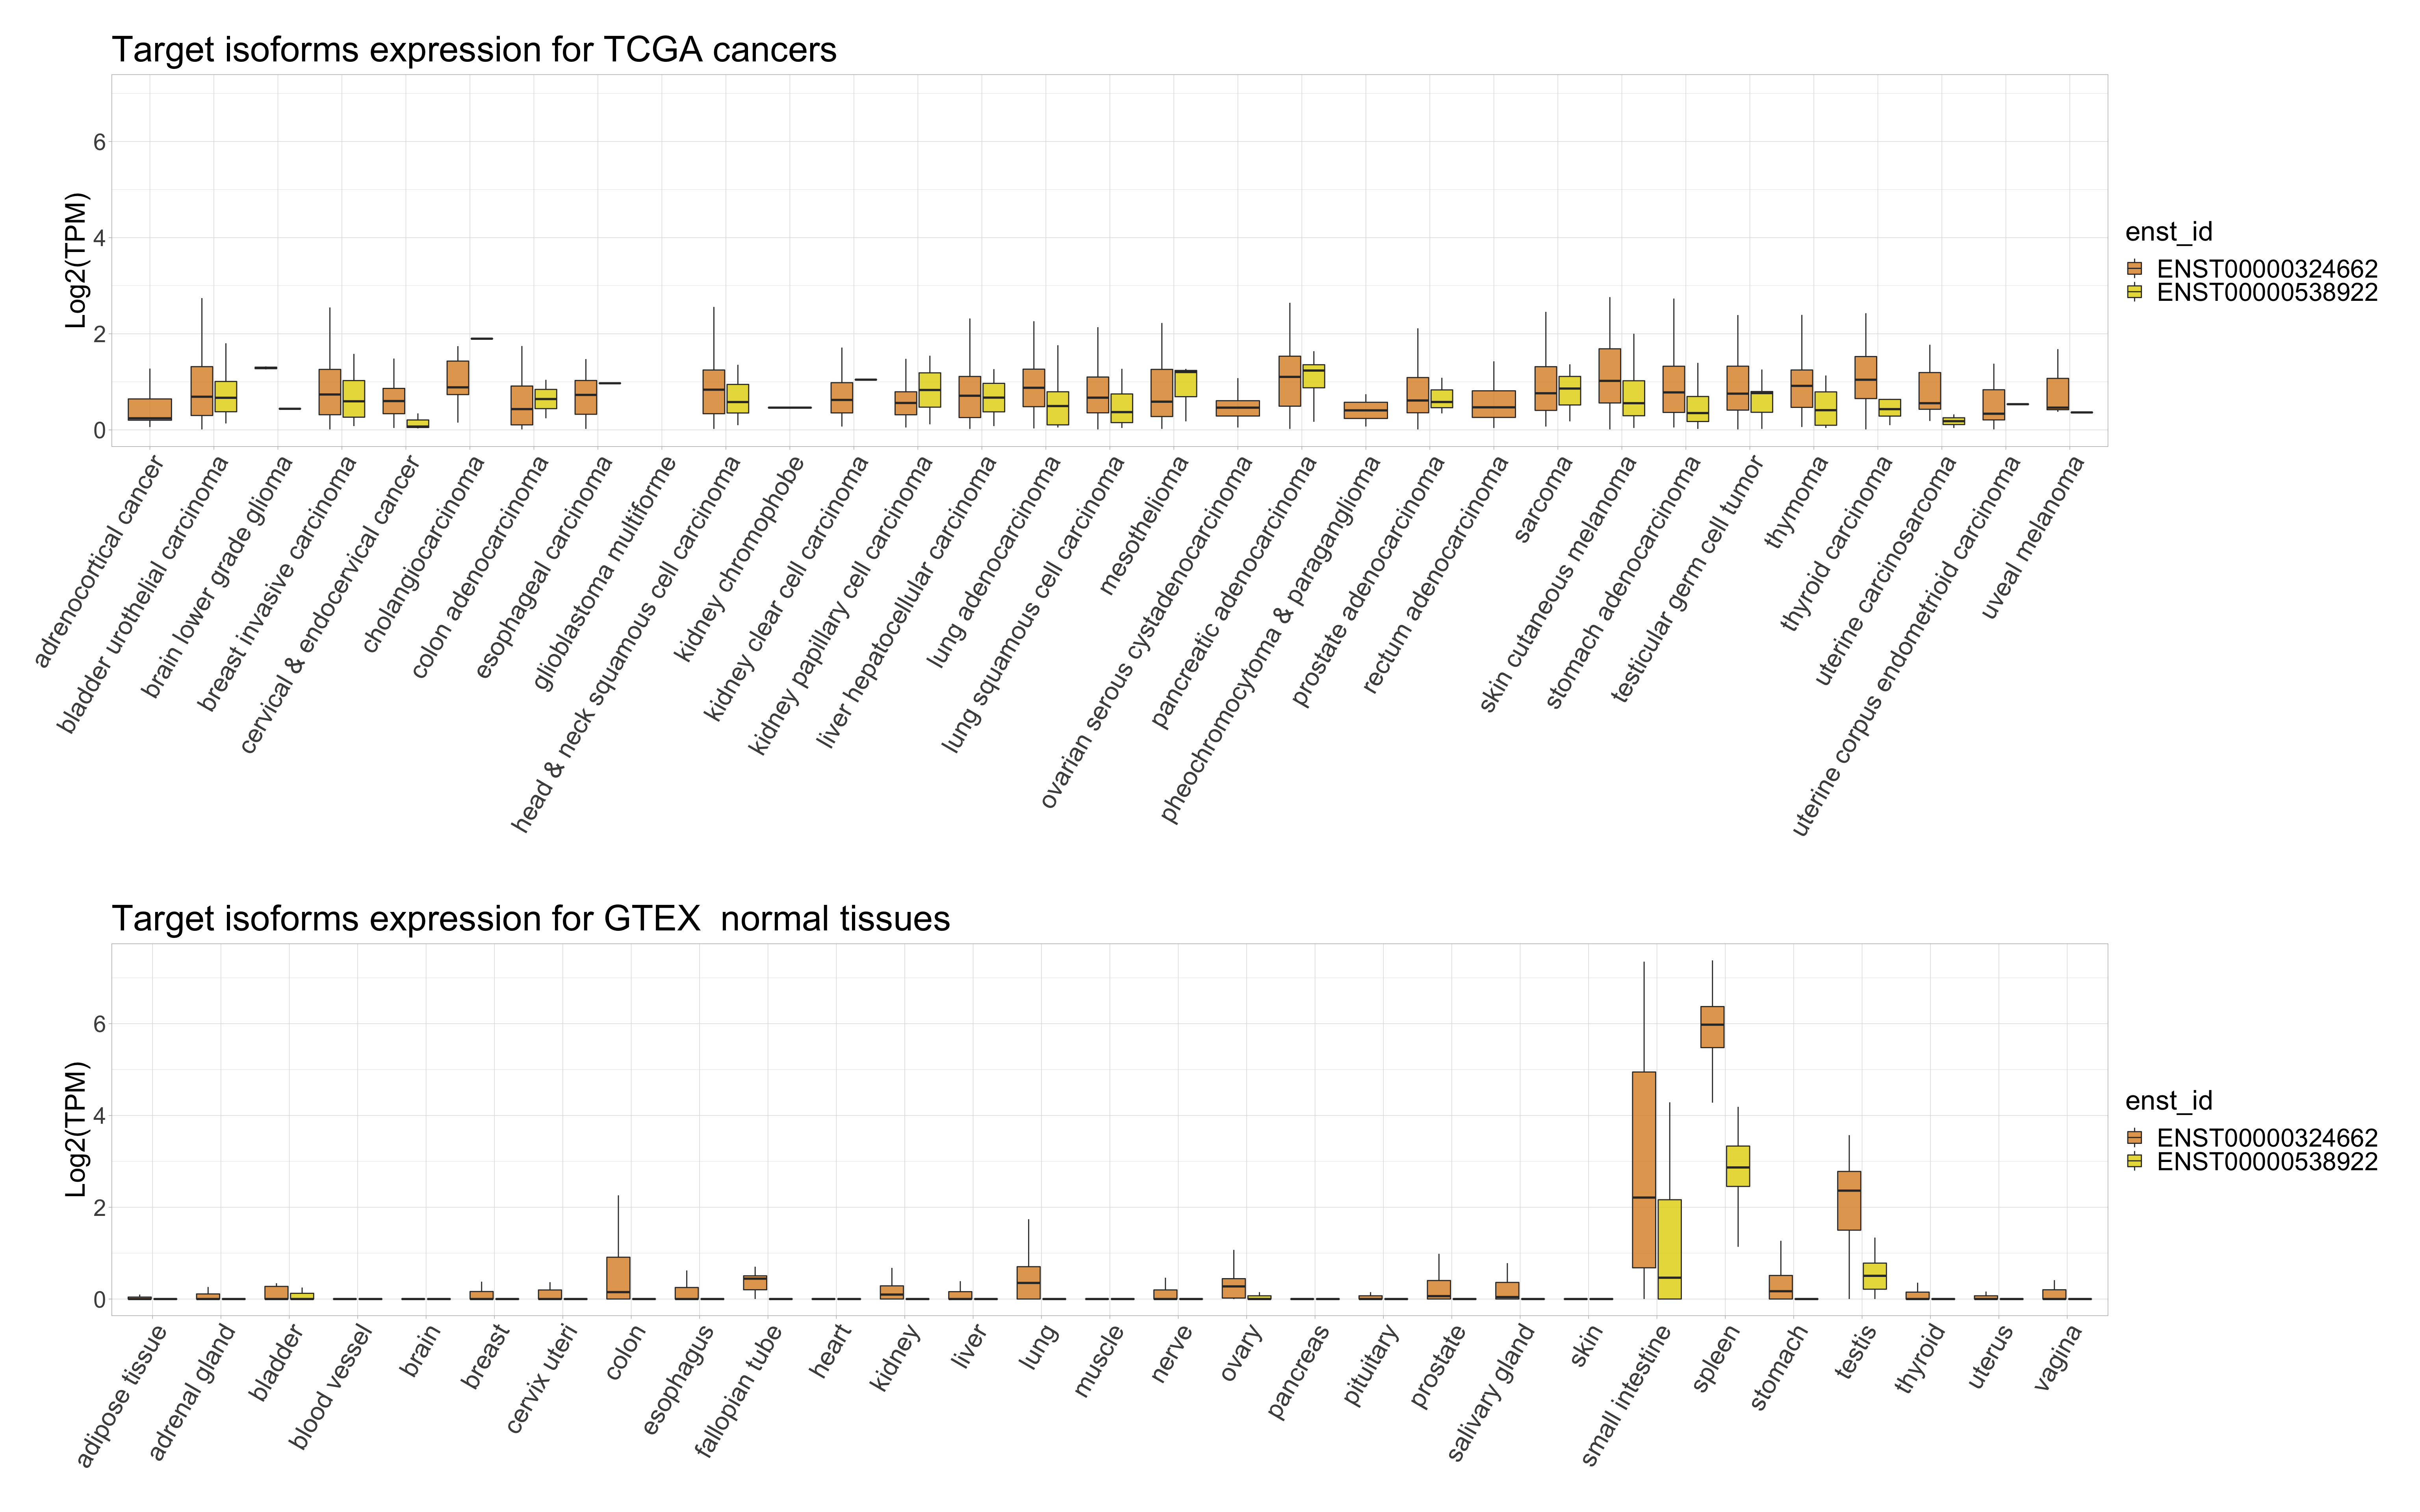 Target isoforms expression for TCGA cancers
Log2(TPM)
6
4
2
0
adrenocortical cancer
bladder urothelial carcinoma
brain lower grade glioma
breast invasive carcinoma
cervical & endocervical cancer
cholangiocarcinoma
colon adenocarcinoma
esophageal carcinoma
glioblastoma multiforme
head & neck squamous cell carcinoma
kidney chromophobe
kidney clear cell carcinoma
kidney papillary cell carcinoma
liver hepatocellular carcinoma
lung adenocarcinoma
lung squamous cell carcinoma
mesothelioma
ovarian serous cystadenocarcinoma
pancreatic adenocarcinoma
pheochromocytoma & paraganglioma
prostate adenocarcinoma
rectum adenocarcinoma
sarcoma
skin cutaneous melanoma
stomach adenocarcinoma
testicular germ cell tumor
thymoma
thyroid carcinoma
uterine carcinosarcoma
uterine corpus endometrioid carcinoma
uveal melanoma
enst_id
ENST00000324662
ENST00000538922
Target isoforms expression for GTEX  normal tissues
Log2(TPM)
6
4
2
0
adipose tissue
adrenal gland
bladder
blood vessel
brain
breast
cervix uteri
colon
esophagus
fallopian tube
heart
kidney
liver
lung
muscle
nerve
ovary
pancreas
pituitary
prostate
salivary gland
skin
small intestine
spleen
stomach
testis
thyroid
uterus
vagina
enst_id
ENST00000324662
ENST00000538922